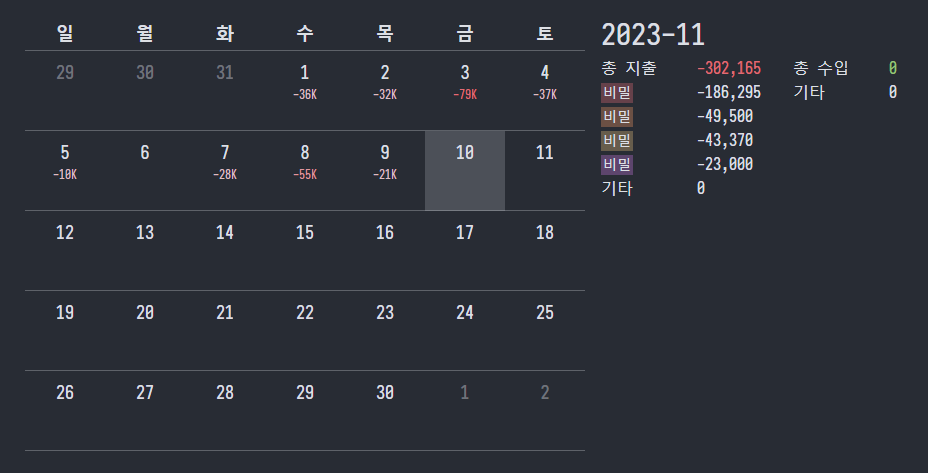 일 월 화 수 목 금 토
29 30 31 1 2 3 4
-36K -32K -79K -37K
5 6 7 8 9 10 11
-10K -28K -55K -21K
12 13 14 15 16 17 18
19 20 21 22 23 24 25
26 27 28 29 30 1 2
2023-11
총 지출 -302,165 총 수입 0
비밀 -186,295 기타 0
비밀 -49,500
비밀 -43,370
비밀 -23,000
기타 0